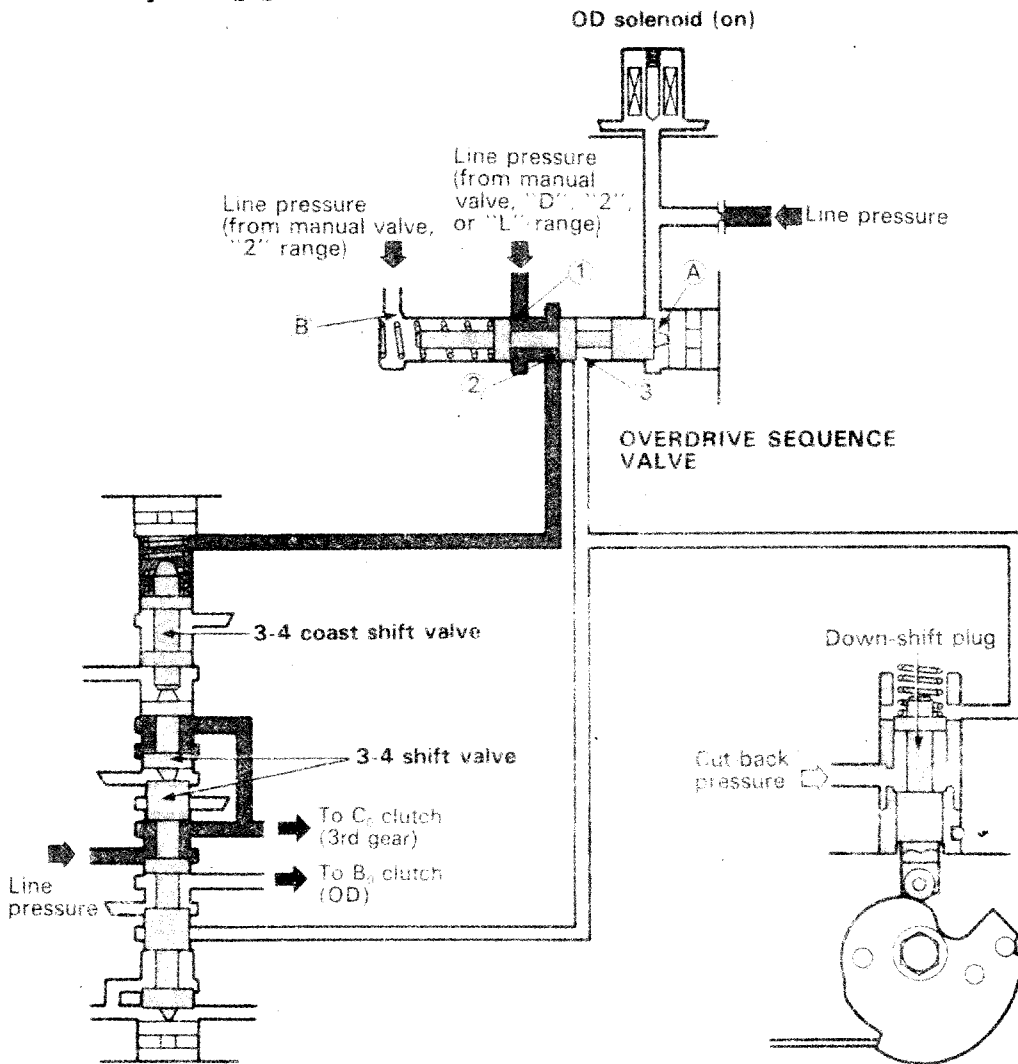 OD solenoid (on)
Line pressure
(from manual
valve, "D", "2",
or "L" range)
Line pressure
(from manual valve,
"2" range)
Line pressure
1
A
B
2
3
OVERDRIVE SEQUENCE
VALVE
3-4 coast shift valve
Down-shift plug
3-4 shift valve
Cut-back
pressure
To C₀ clutch
(3rd gear)
To B₀ clutch
(OD)
Line
pressure